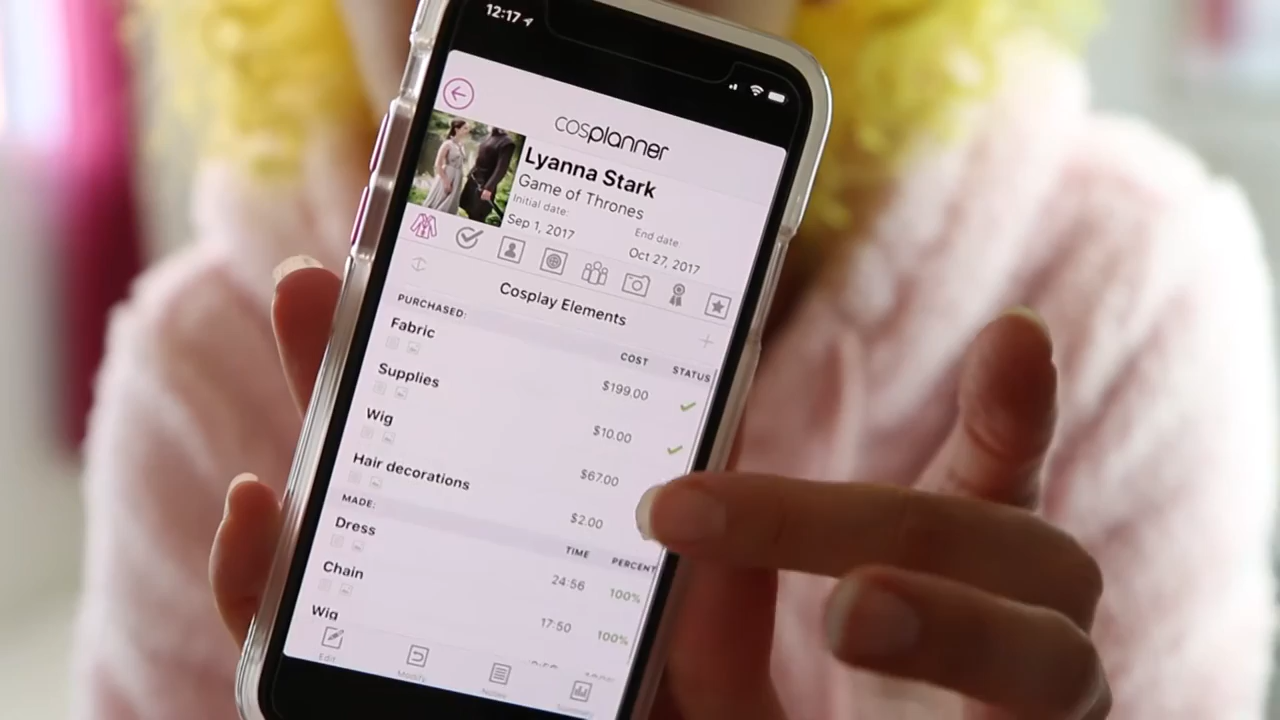 12:17
cosplanner
Lyanna Stark
Game of Thrones
Initial date:
Sep 1, 2017
End date:
Oct 27, 2017
Cosplay Elements
PURCHASED:
COST STATUS
Fabric
$199.00
Supplies
$10.00
Wig
$67.00
Hair decorations
$2.00
MADE:
TIME PERCENT
Dress
24:56 100%
Chain
17:50 100%
Wig
Edit
Modify
Notes
Summary